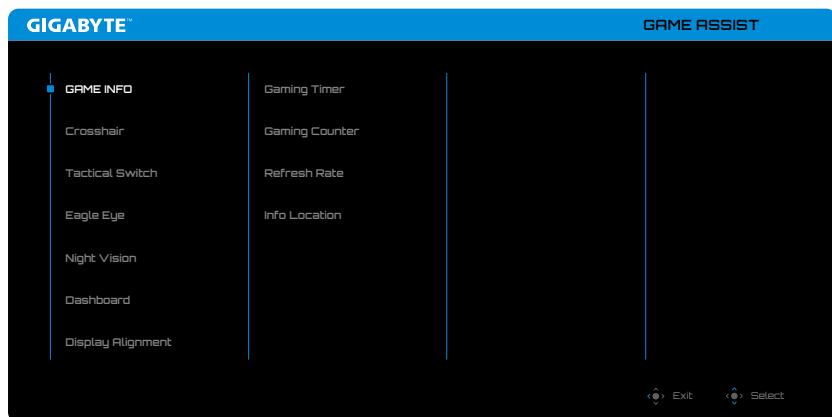 GIGABYTE™
GAME ASSIST
GAME INFO
Crosshair
Tactical Switch
Eagle Eye
Night Vision
Dashboard
Display Alignment
Gaming Timer
Gaming Counter
Refresh Rate
Info Location
Exit
Select